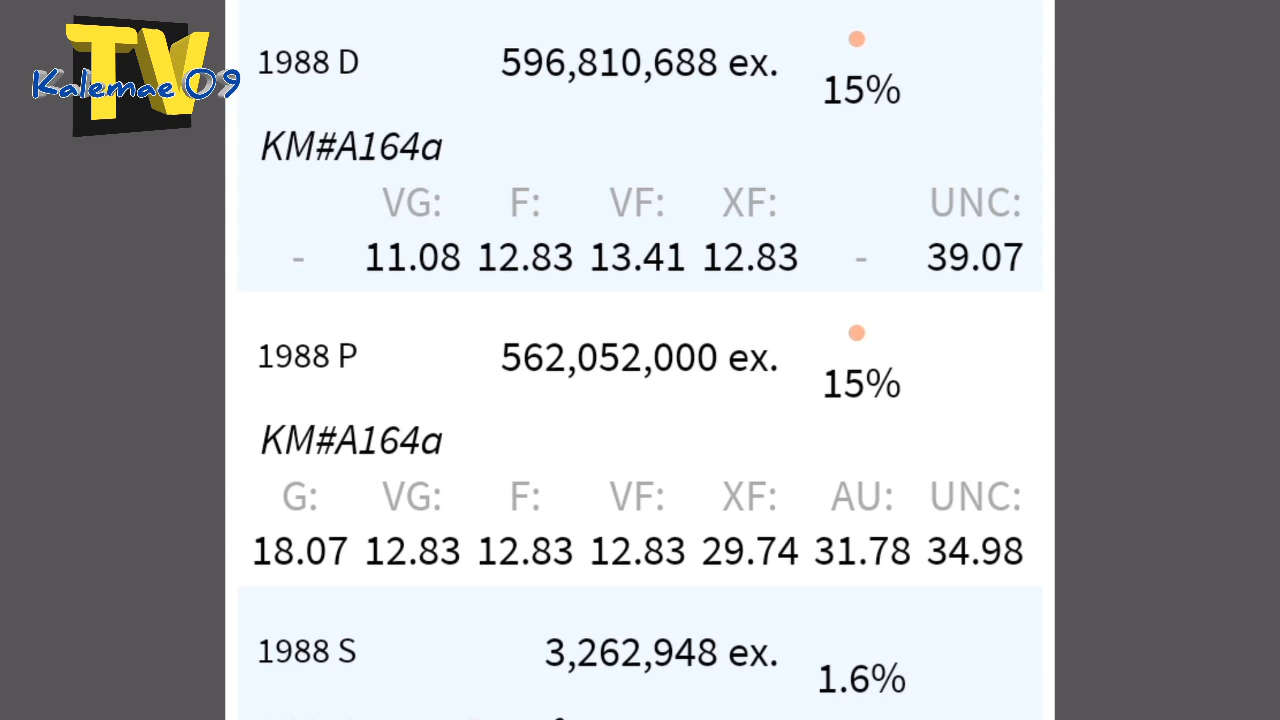 TV
Kalemae 09
1988 D 596,810,688 ex. 15%
KM#A164a
VG: F: VF: XF: UNC:
- 11.08 12.83 13.41 12.83 - 39.07
1988 P 562,052,000 ex. 15%
KM#A164a
G: VG: F: VF: XF: AU: UNC:
18.07 12.83 12.83 12.83 29.74 31.78 34.98
1988 S 3,262,948 ex. 1.6%